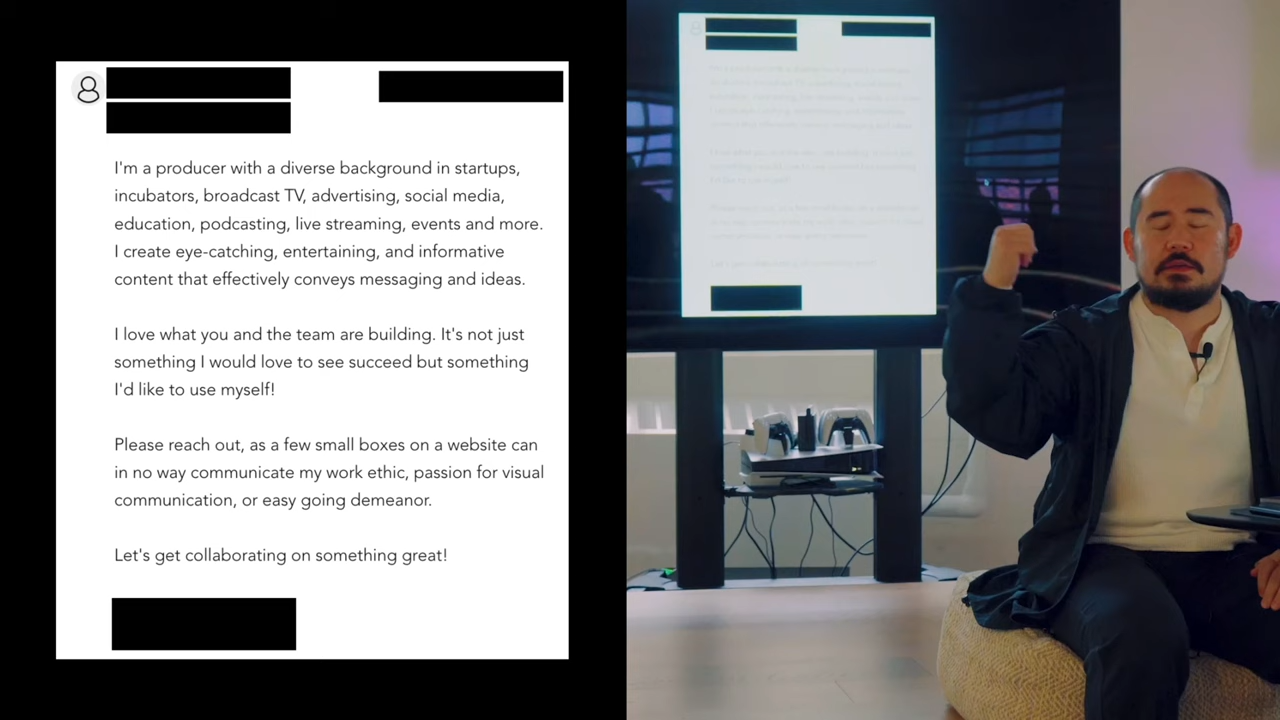 I'm a producer with a diverse background in startups,
incubators, broadcast TV, advertising, social media,
education, podcasting, live streaming, events and more.
I create eye-catching, entertaining, and informative
content that effectively conveys messaging and ideas.
I love what you and the team are building. It's not just
something I would love to see succeed but something
I'd like to use myself!
Please reach out, as a few small boxes on a website can
in no way communicate my work ethic, passion for visual
communication, or easy going demeanor.
Let's get collaborating on something great!